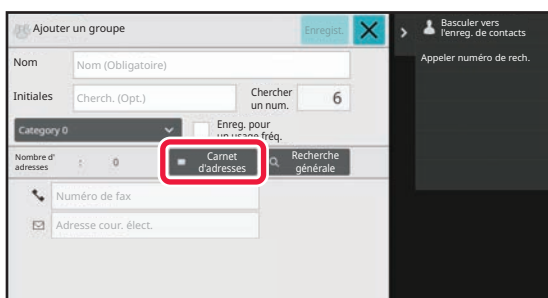 Ajouter un groupe
Enregist.
Basculer vers
l'enreg. de contacts
Appeler numéro de rech.
Nom
Nom (Obligatoire)
Initiales
Cherch. (Opt.)
Chercher
un num.
6
Category 0
Enreg. pour
un usage fréq.
Nombre d'
adresses
:
0
Carnet
d'adresses
Recherche
générale
Numéro de fax
Adresse cour. élect.